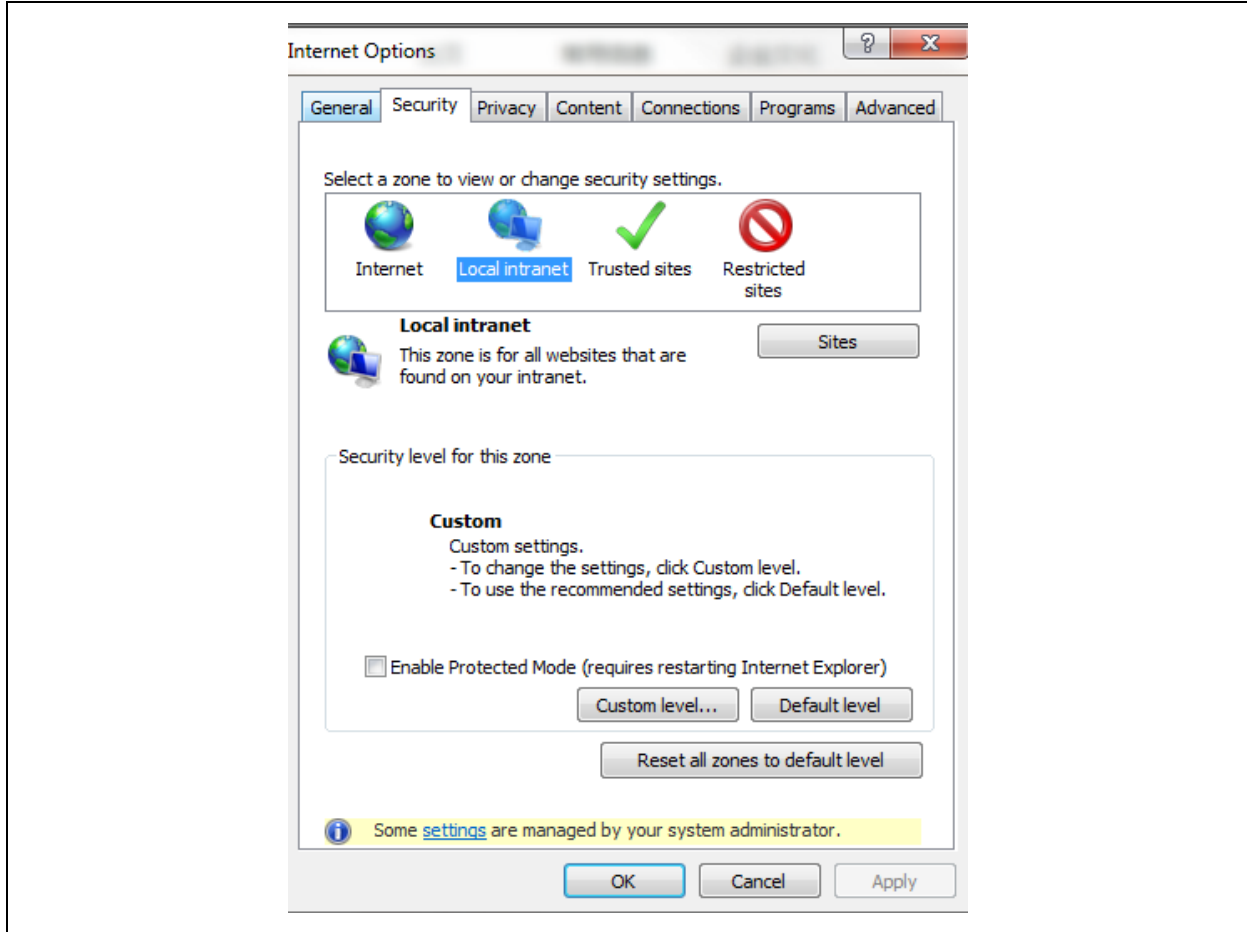 Internet Options
General Security Privacy Content Connections Programs Advanced
Select a zone to view or change security settings.
Internet Local intranet Trusted sites Restricted
sites
Local intranet
Sites
This zone is for all websites that are
found on your intranet.
Security level for this zone
Custom
Custom settings.
- To change the settings, click Custom level.
- To use the recommended settings, click Default level.
Enable Protected Mode (requires restarting Internet Explorer)
Custom level... Default level
Reset all zones to default level
Some settings are managed by your system administrator.
OK Cancel Apply